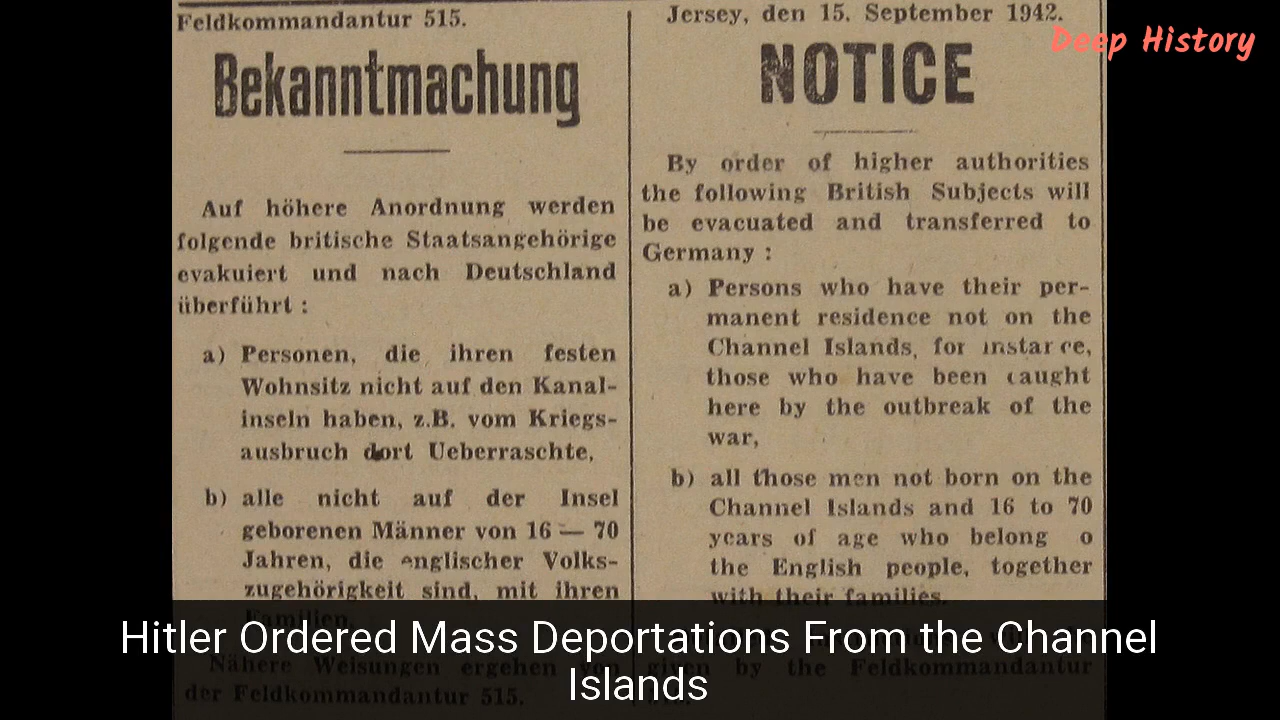 Feldkommandantur 515.
Bekanntmachung
Auf höhere Anordnung werden
folgende britische Staatsangehörige
evakuiert und nach Deutschland
überführt :
a) Personen, die ihren festen
Wohnsitz nicht auf den Kanal-
inseln haben, z.B. vom Kriegs-
ausbruch dort Ueberraschte,
b) alle nicht auf der Insel
geborenen Männer von 16 — 70
Jahren, die englischer Volks-
zugehörigkeit sind, mit ihren
Familien.
Nähere Weisungen ergehen von
der Feldkommandantur 515.
Jersey, den 15. September 1942.
NOTICE
By order of higher authorities
the following British Subjects will
be evacuated and transferred to
Germany :
a) Persons who have their per-
manent residence not on the
Channel Islands, for instance,
those who have been caught
here by the outbreak of the
war,
b) all those men not born on the
Channel Islands and 16 to 70
years of age who belong o
the English people, together
with their families.
given by the Feldkommandantur
Deep History
Hitler Ordered Mass Deportations From the Channel
Islands